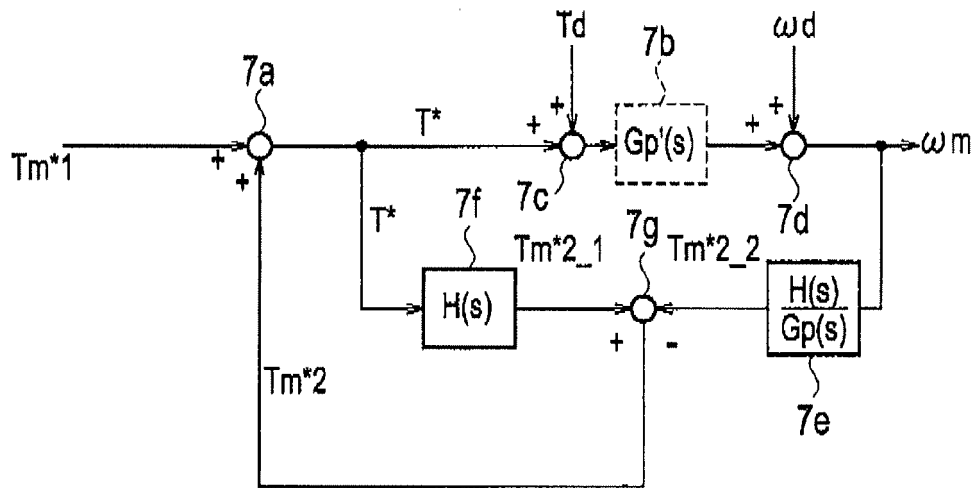 Td
7b
ωd
7a
+
+
+
T*
+
Gp'(s)
+
ωm
Tm*1
+
+
7c
7d
T*
7f
7g
Tm*2_1
Tm*2_2
H(s)
H(s)
Gp(s)
+
-
Tm*2
7e